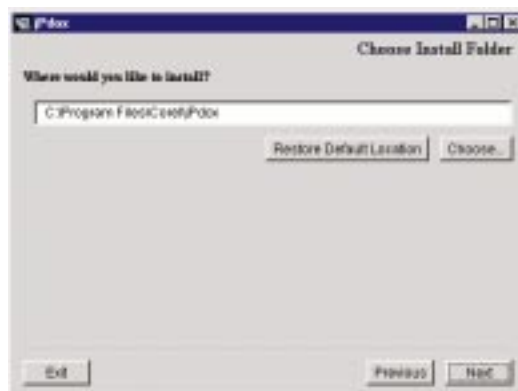 jPdox
Choose Install Folder
Where would you like to install?
C:\Program Files\Corel\jPdox
Restore Default Location Choose...
Exit Previous Next